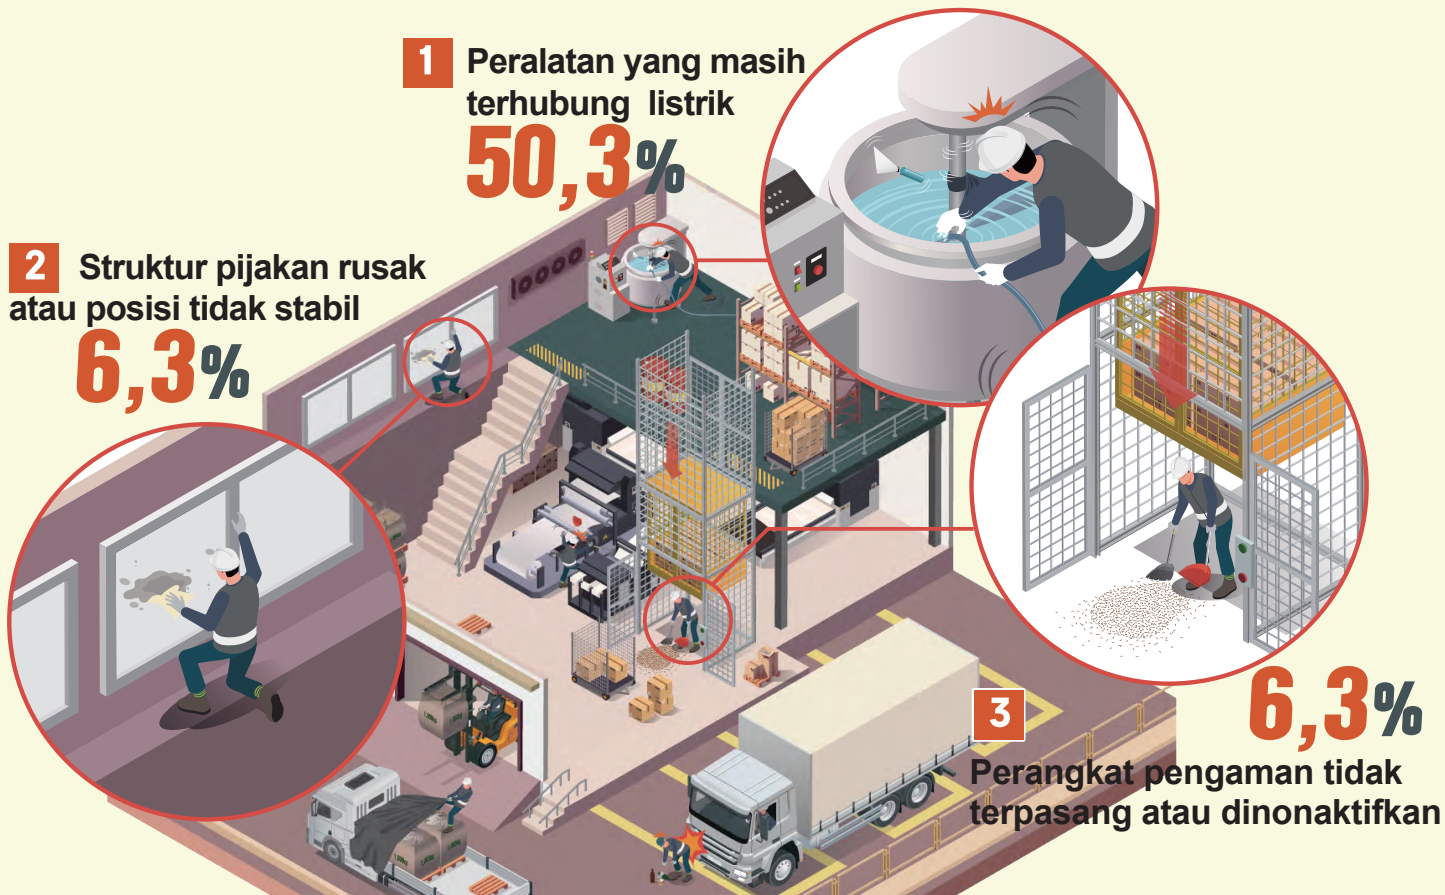 1 Peralatan yang masih
terhubung listrik
50,3%
2 Struktur pijakan rusak
atau posisi tidak stabil
6,3%
3
6,3%
Perangkat pengaman tidak
terpasang atau dinonaktifkan